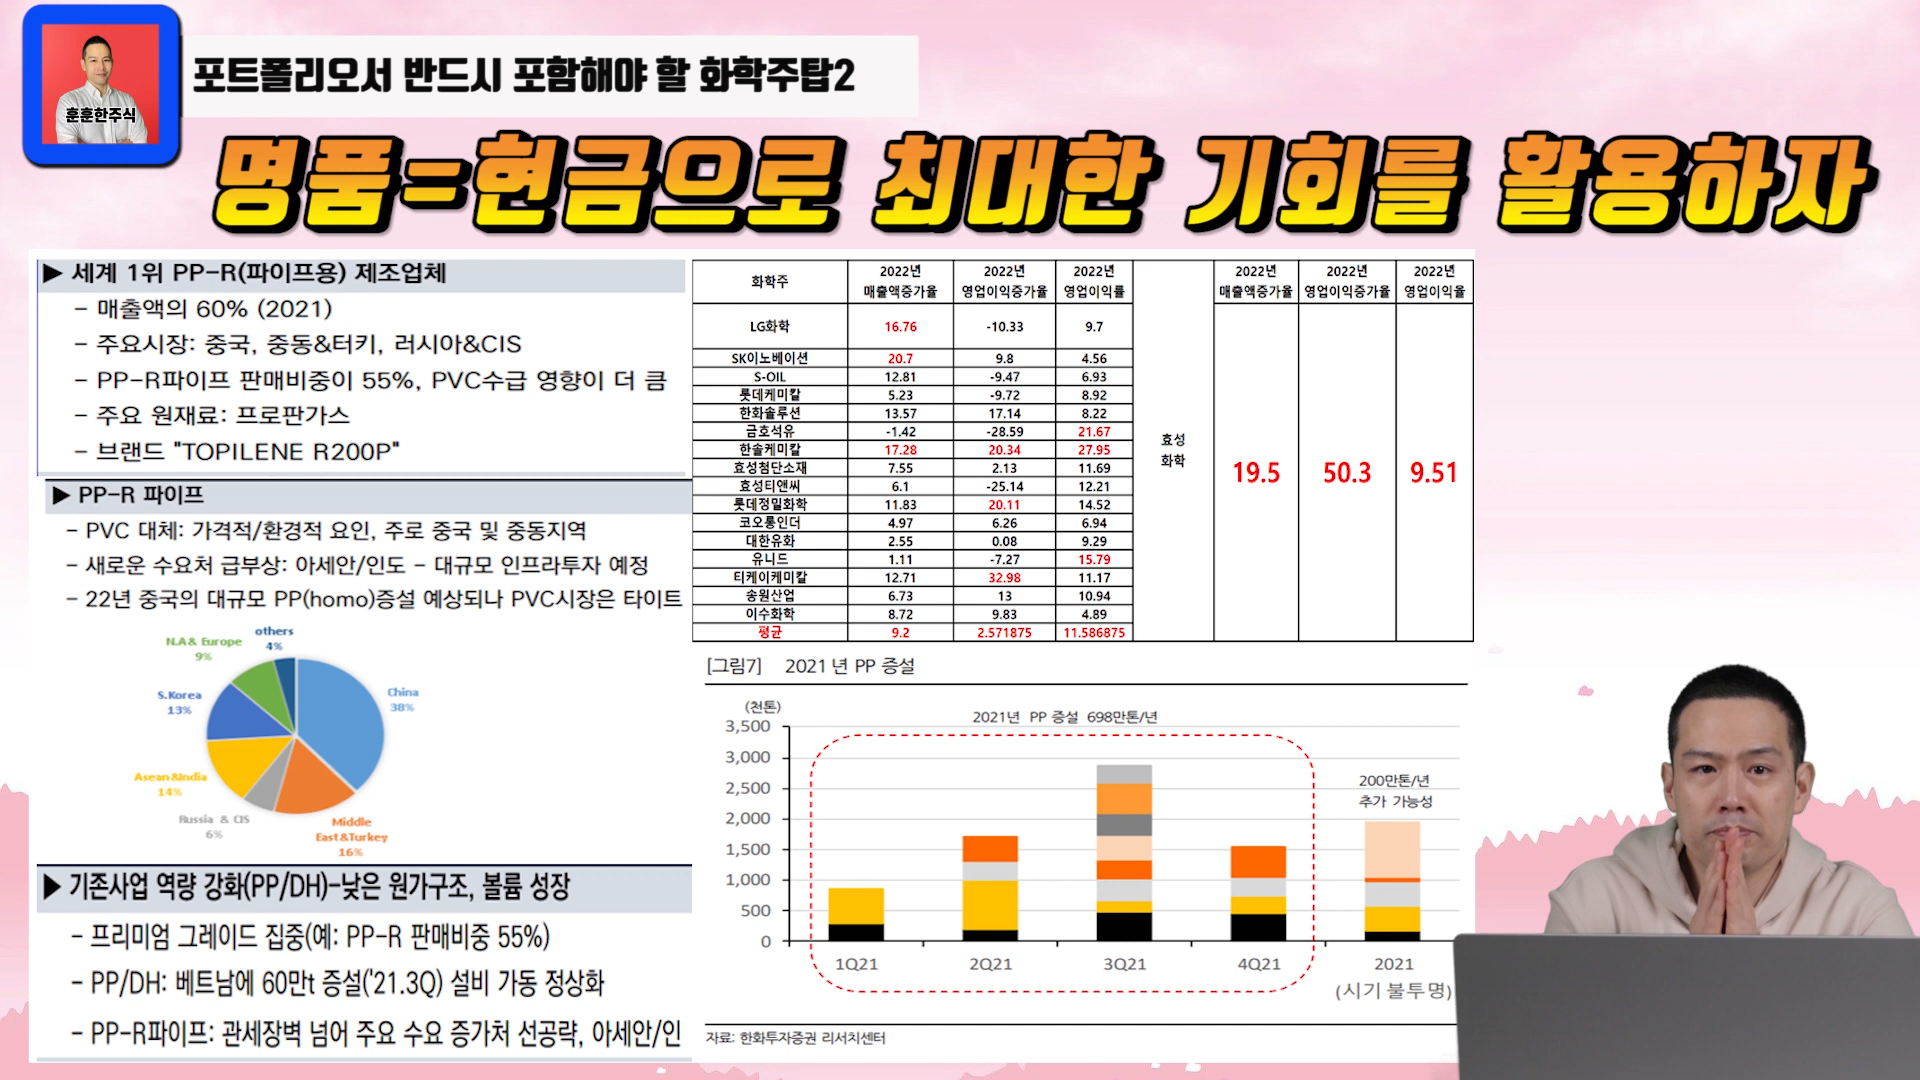 훈훈한주식
포트폴리오서 반드시 포함해야 할 화학주탑2
명품=현금으로 최대한 기회를 활용하자
▶ 세계 1위 PP-R(파이프용) 제조업체
- 매출액의 60% (2021)
- 주요시장: 중국, 중동&터키, 러시아&CIS
- PP-R파이프 판매비중이 55%, PVC수급 영향이 더 큼
- 주요 원재료: 프로판가스
- 브랜드 "TOPILENE R200P"
▶ PP-R 파이프
- PVC 대체: 가격적/환경적 요인, 주로 중국 및 중동지역
- 새로운 수요처 급부상: 아세안/인도 - 대규모 인프라투자 예정
- 22년 중국의 대규모 PP(homo)증설 예상되나 PVC시장은 타이트
others
4%
N.A& Europe
9%
China
38%
S.Korea
13%
Asean&India
14%
Russia & CIS
6%
Middle
East&Turkey
16%
▶ 기존사업 역량 강화(PP/DH)-낮은 원가구조, 볼륨 성장
- 프리미엄 그레이드 집중(예: PP-R 판매비중 55%)
- PP/DH: 베트남에 60만t 증설('21.3Q) 설비 가동 정상화
- PP-R파이프: 관세장벽 넘어 주요 수요 증가처 선공략, 아세안/인
화학주 2022년 매출액증가율 2022년 영업이익증가율 2022년 영업이익률
LG화학 16.76 -10.33 9.7
SK이노베이션 20.7 9.8 4.56
S-OIL 12.81 -9.47 6.93
롯데케미칼 5.23 -9.72 8.92
한화솔루션 13.57 17.14 8.22
금호석유 -1.42 -28.59 21.67
한솔케미칼 17.28 20.34 27.95
효성첨단소재 7.55 2.13 11.69
효성티앤씨 6.1 -25.14 12.21
롯데정밀화학 11.83 20.11 14.52
코오롱인더 4.97 6.26 6.94
대한유화 2.55 0.08 9.29
유니드 1.11 -7.27 15.79
티케이케미칼 12.71 32.98 11.17
송원산업 6.73 13 10.94
이수화학 8.72 9.83 4.89
평균 9.2 2.571875 11.586875
2022년 매출액증가율 2022년 영업이익증가율 2022년 영업이익율
효성
화학
19.5 50.3 9.51
[그림7] 2021년 PP 증설
(천톤)
2021년 PP 증설 698만톤/년
3,500
3,000
2,500
2,000
1,500
1,000
500
0
200만톤/년
추가 가능성
1Q21 2Q21 3Q21 4Q21 2021
(시기 불투명)
자료: 한화투자증권 리서치센터